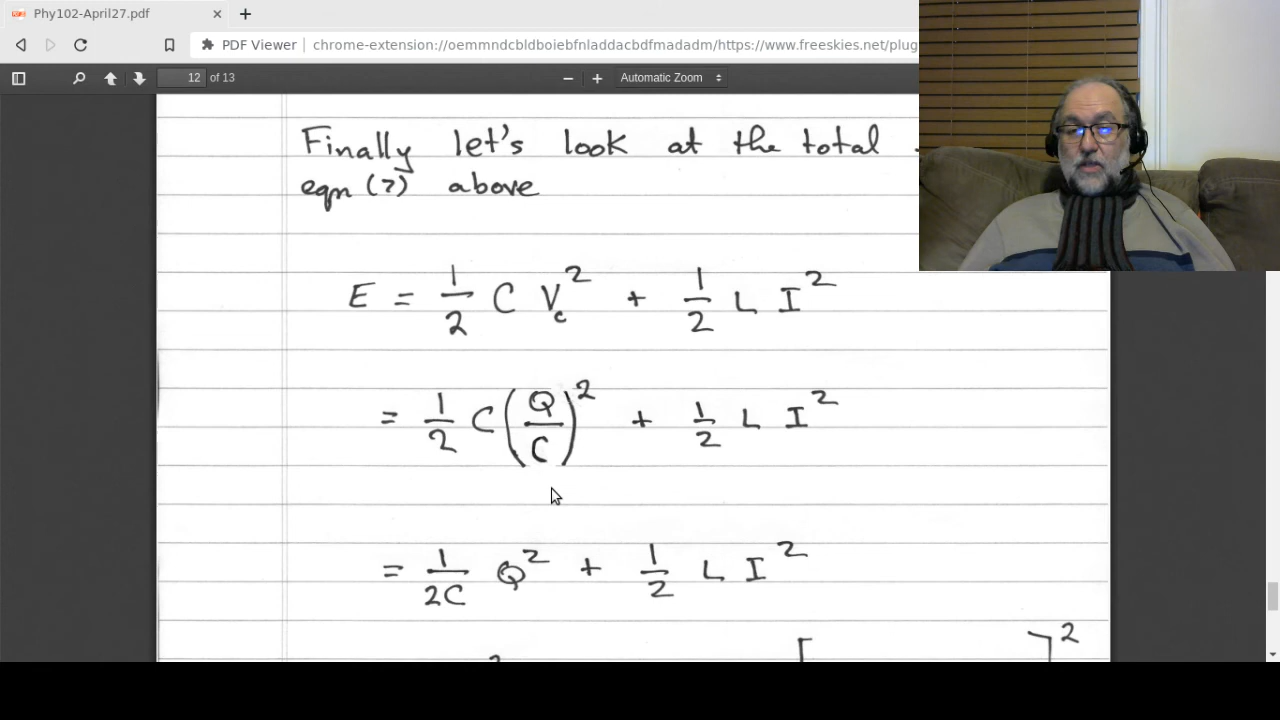 Phy102-April27.pdf
PDF Viewer chrome-extension://oemmndcbldboiebfnladdacbdfmadadm/https://www.freeskies.net/plug
12 of 13 Automatic Zoom
Finally let's look at the total
eqn (7) above
E = 1/2 C V_c^2 + 1/2 L I^2
= 1/2 C (Q/C)^2 + 1/2 L I^2
= 1/2C Q^2 + 1/2 L I^2
[ ]^2